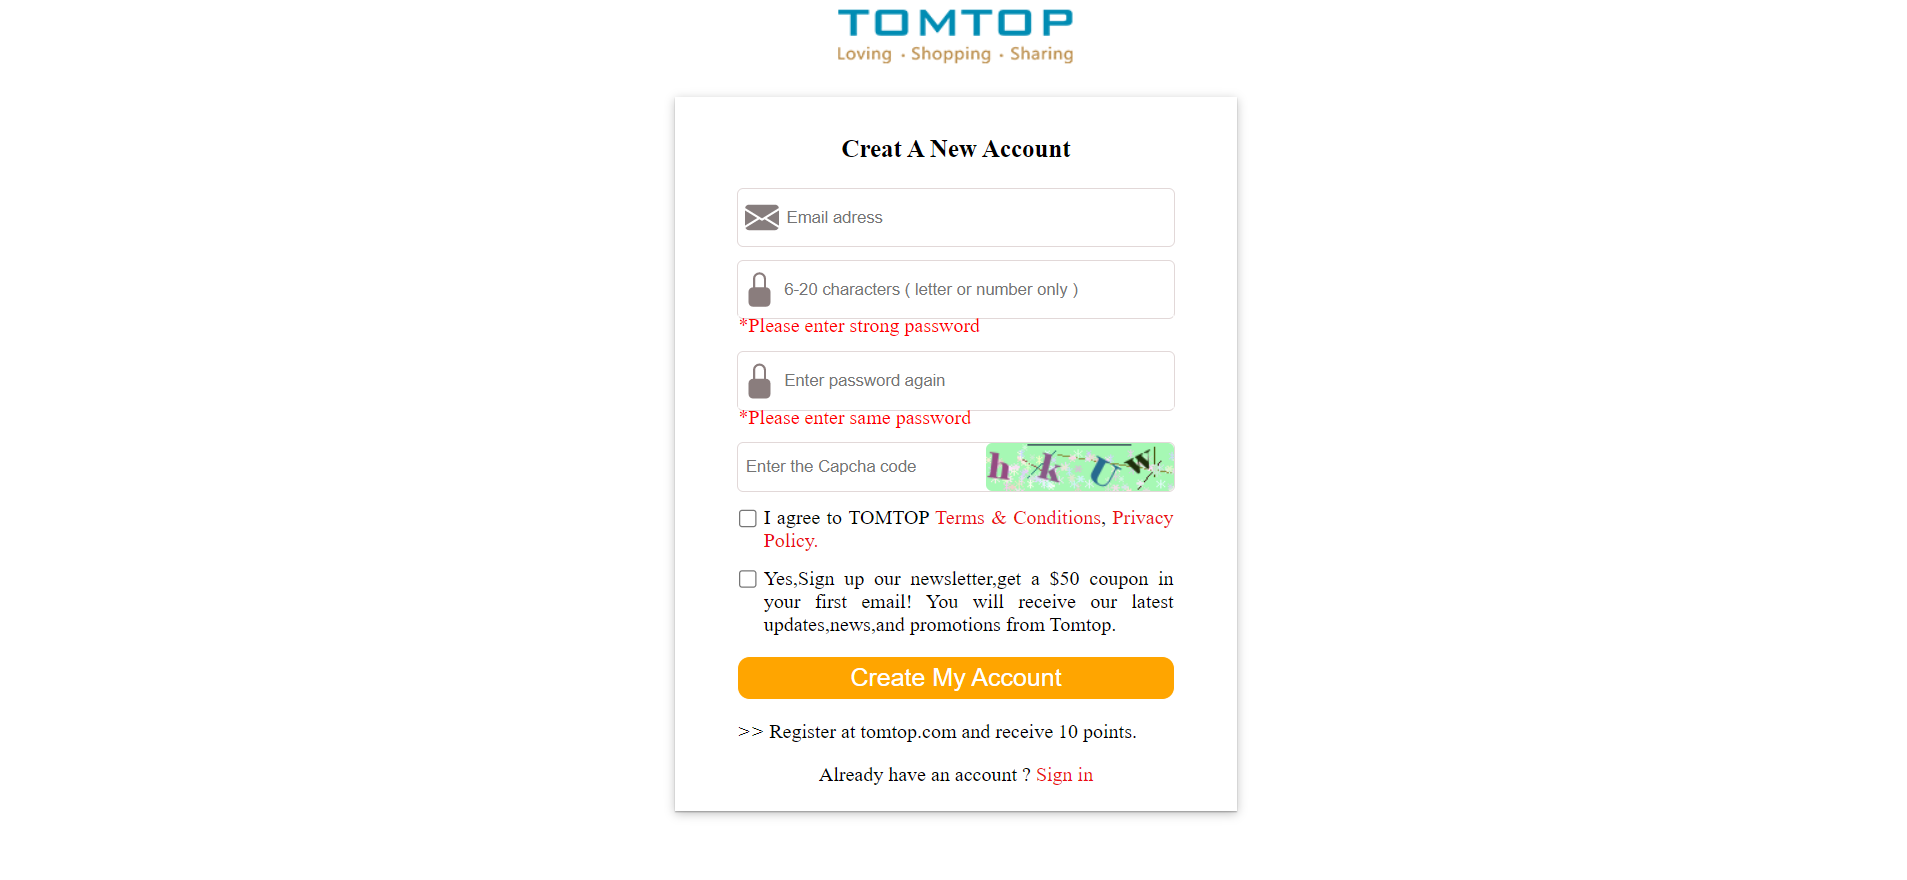 TOMTOP
Loving · Shopping · Sharing
Creat A New Account
Email adress
6-20 characters ( letter or number only )
*Please enter strong password
Enter password again
*Please enter same password
Enter the Capcha code
h k U W
I agree to TOMTOP Terms & Conditions, Privacy
Policy.
Yes,Sign up our newsletter,get a $50 coupon in
your first email! You will receive our latest
updates,news,and promotions from Tomtop.
Create My Account
>> Register at tomtop.com and receive 10 points.
Already have an account ? Sign in